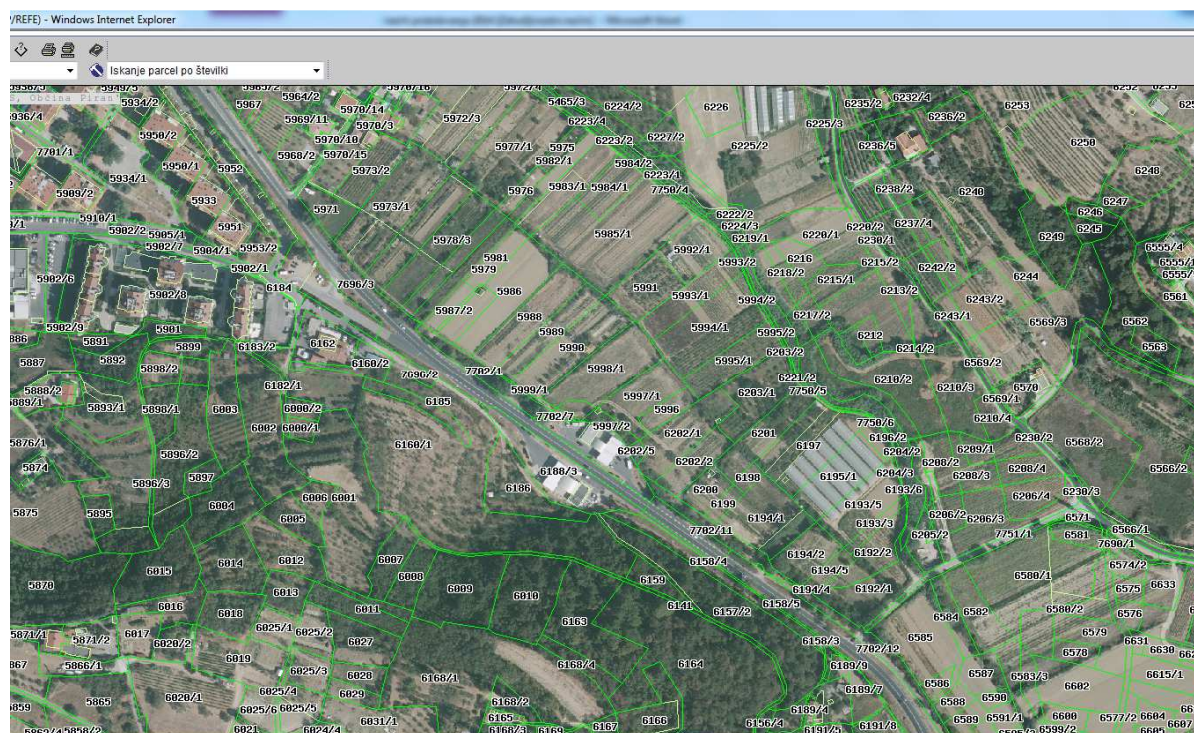 P/REFE) - Windows Internet Explorer
Iskanje parcel po številki
S, Občina Piran
5934/2 5967 5964/2 5970/14 5972/3 5465/3 6224/2 6226 6235/2 6232/4 6253
5936/4 5969/11 5970/3 6223/4 6225/3 6236/2
5950/2 5970/10 5977/1 5975 6223/2 6227/2 6225/2 6236/5 6250
7701/1 5968/2 5970/15 5982/1 5984/2
5950/1 5952 5973/2 6223/1 6248
5934/1 5976 5983/1 5984/1 7750/4 6238/2 6240
5909/2 5933 5971 5973/1 6247
5910/1 5951 6222/2 6246
5902/2 5905/1 5985/1 6224/3 6220/2 6237/4 6245
5902/7 5904/1 5953/2 5978/3 6219/1 6220/1 6230/1 6249 6555/4
5902/1 5981 5992/1 5993/2 6216 6215/2 6242/2
5902/6 5979 6218/2 6215/1 6244
5902/8 6184 7696/3 5986 5991 5993/1 5994/2 6213/2 6243/2 6561
5987/2 5988 6217/2 6243/1 6569/3 6562
5902/9 5901 5989 5994/1 5995/2 6212
5891 5899 6183/2 6162 5990 6203/2 6214/2 6563
5887 5892 5898/2 6160/2 7702/1 5998/1 5995/1 6569/2
7696/2 6221/2 6210/2
5888/2 6182/1 5999/1 6203/1 7750/5 6210/3 6570
5889/1 5893/1 5898/1 6003 6000/2 6185 5997/1 5996 6569/1
7702/7 6210/4
6002 6000/1 5997/2 6202/1 6201 7750/6
5876/1 6160/1 6202/5 6197 6196/2 6230/2 6568/2
5896/2 6204/2 6209/1
5874 5897 6188/3 6202/2 6198 6195/1 6204/3 6208/2 6208/4 6566/2
5896/3 6186 6200 6193/6 6208/3 6230/3
5875 5895 6004 6006 6001 6199 6193/5 6206/4
6005 6194/1 6193/3 6206/2 6206/3 6571
7702/11 6205/2 7751/1 6581 6566/1
6014 6012 6007 6158/4 6194/2 6192/2 7690/1
6015 6008 6194/5 6574/2
5870 6013 6009 6010 6159 6194/4 6192/1 6580/1 6575 6633
6016 6018 6011 6141 6157/2 6158/5 6580/2 6576
6017 6025/1 6025/2 6163 6584 6582
5871/1 5871/2 6020/2 6027 6158/3 6585 6579 6631
5866/1 6019 6168/4 6164 7702/12 6578 6630
6025/3 6028 6168/1 6189/9 6587 6583/3 6615/1
5865 6020/1 6025/4 6029 6168/2 6189/7 6586 6590 6602
5859 6025/6 6025/5 6031/1 6165 6166 6189/4 6588 6600 6577/2 6604
6021 6024/4 6168/3 6169 6167 6156/4 6191/5 6191/8 6589 6591/1 6599/2 6605 6607